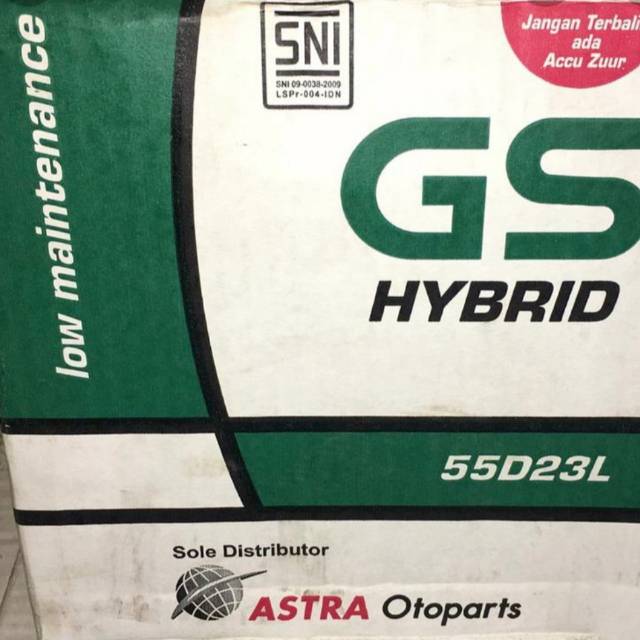 low maintenance
SNI
SNI 09-0038-2009
LSPr-004-IDN
Jangan Terbali
ada
Accu Zuur
GS
HYBRID
55D23L
Sole Distributor
ASTRA Otoparts